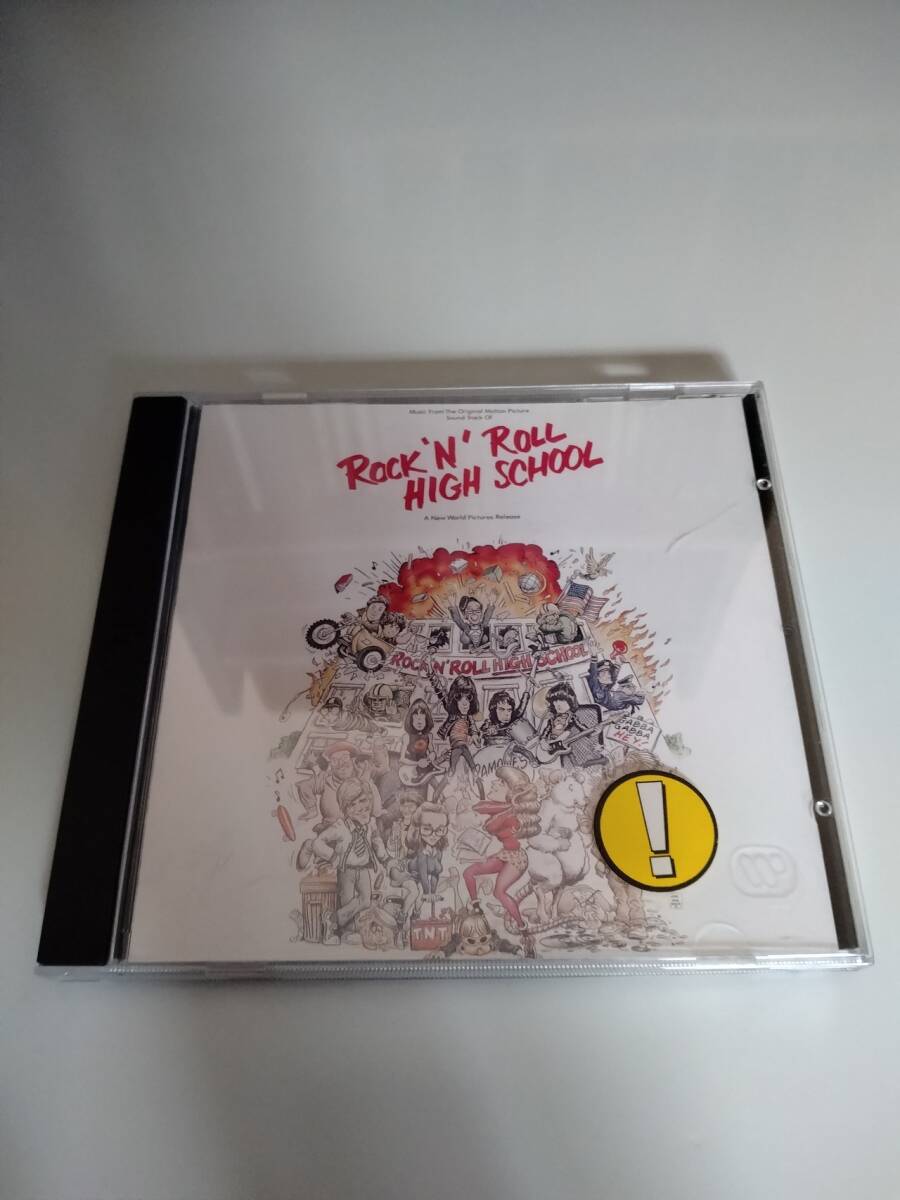 Music From The Original Motion Picture
Sound Track Of
ROCK 'N' ROLL
HIGH SCHOOL
A New World Pictures Release
ROCK 'N' ROLL HIGH SCHOOL
GABBA
GABBA
HEY
RAMONES
!
TNT